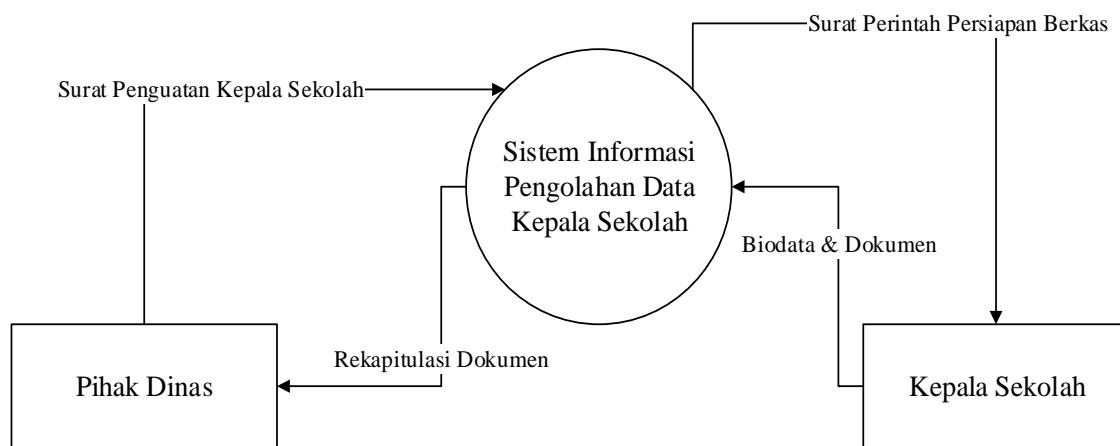 Surat Perintah Persiapan Berkas
Surat Penguatan Kepala Sekolah
Sistem Informasi
Pengolahan Data
Kepala Sekolah
Biodata & Dokumen
Rekapitulasi Dokumen
Pihak Dinas
Kepala Sekolah